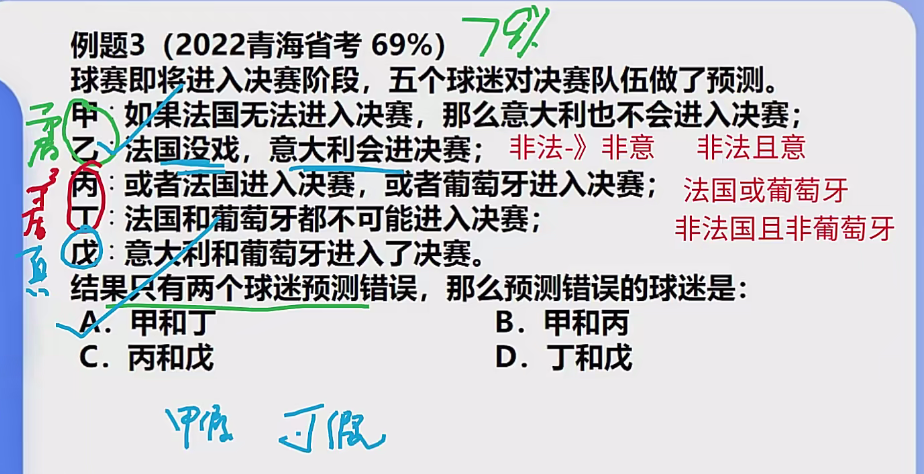 例题3（2022青海省考 69%） 79%
球赛即将进入决赛阶段，五个球迷对决赛队伍做了预测。
甲：如果法国无法进入决赛，那么意大利也不会进入决赛；
乙：法国没戏，意大利会进决赛； 非法-》非意 非法且意
丙：或者法国进入决赛，或者葡萄牙进入决赛； 法国或葡萄牙
丁：法国和葡萄牙都不可能进入决赛； 非法国且非葡萄牙
戊：意大利和葡萄牙进入了决赛。
真
结果只有两个球迷预测错误，那么预测错误的球迷是：
A．甲和丁 B．甲和丙
C．丙和戊 D．丁和戊
甲假 丁假